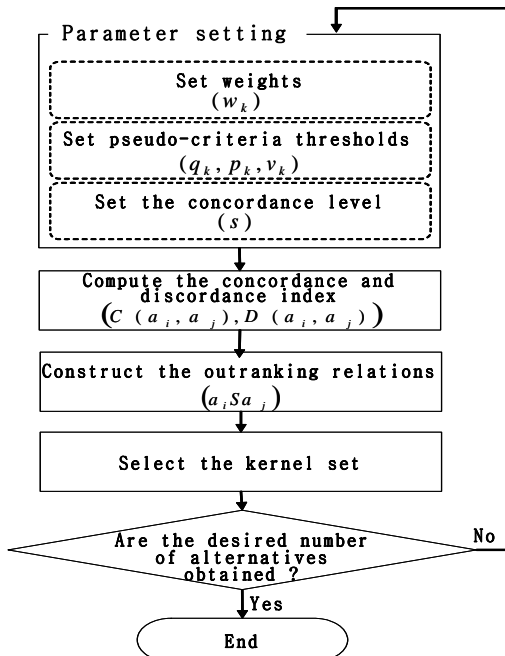 Parameter setting
Set weights
(w_k)
Set pseudo-criteria thresholds
(q_k, p_k, v_k)
Set the concordance level
(s)
Compute the concordance and
discordance index
(C (a_i, a_j), D (a_i, a_j))
Construct the outranking relations
(a_i S a_j)
Select the kernel set
Are the desired number
of alternatives
obtained ?
No
Yes
End